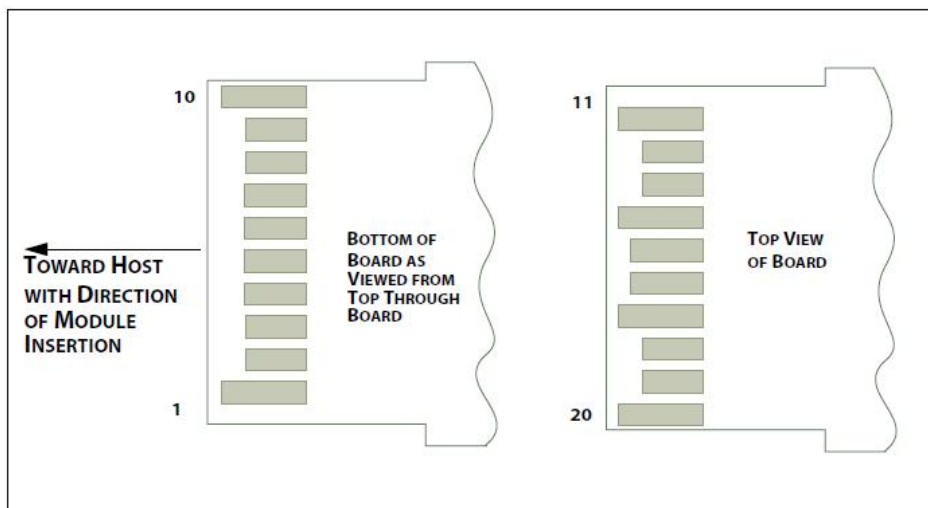 10
1
TOWARD HOST
WITH DIRECTION
OF MODULE
INSERTION
BOTTOM OF
BOARD AS
VIEWED FROM
TOP THROUGH
BOARD
11
20
TOP VIEW
OF BOARD